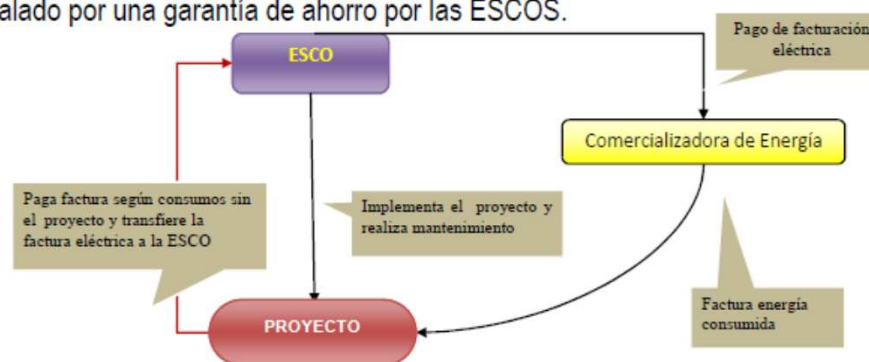 alado por una garantía de ahorro por las ESCOS.
Pago de facturación
eléctrica
ESCO
Comercializadora de Energía
Paga factura según consumos sin
el proyecto y transfiere la
factura eléctrica a la ESCO
Implementa el proyecto y
realiza mantenimiento
Factura energía
consumida
PROYECTO